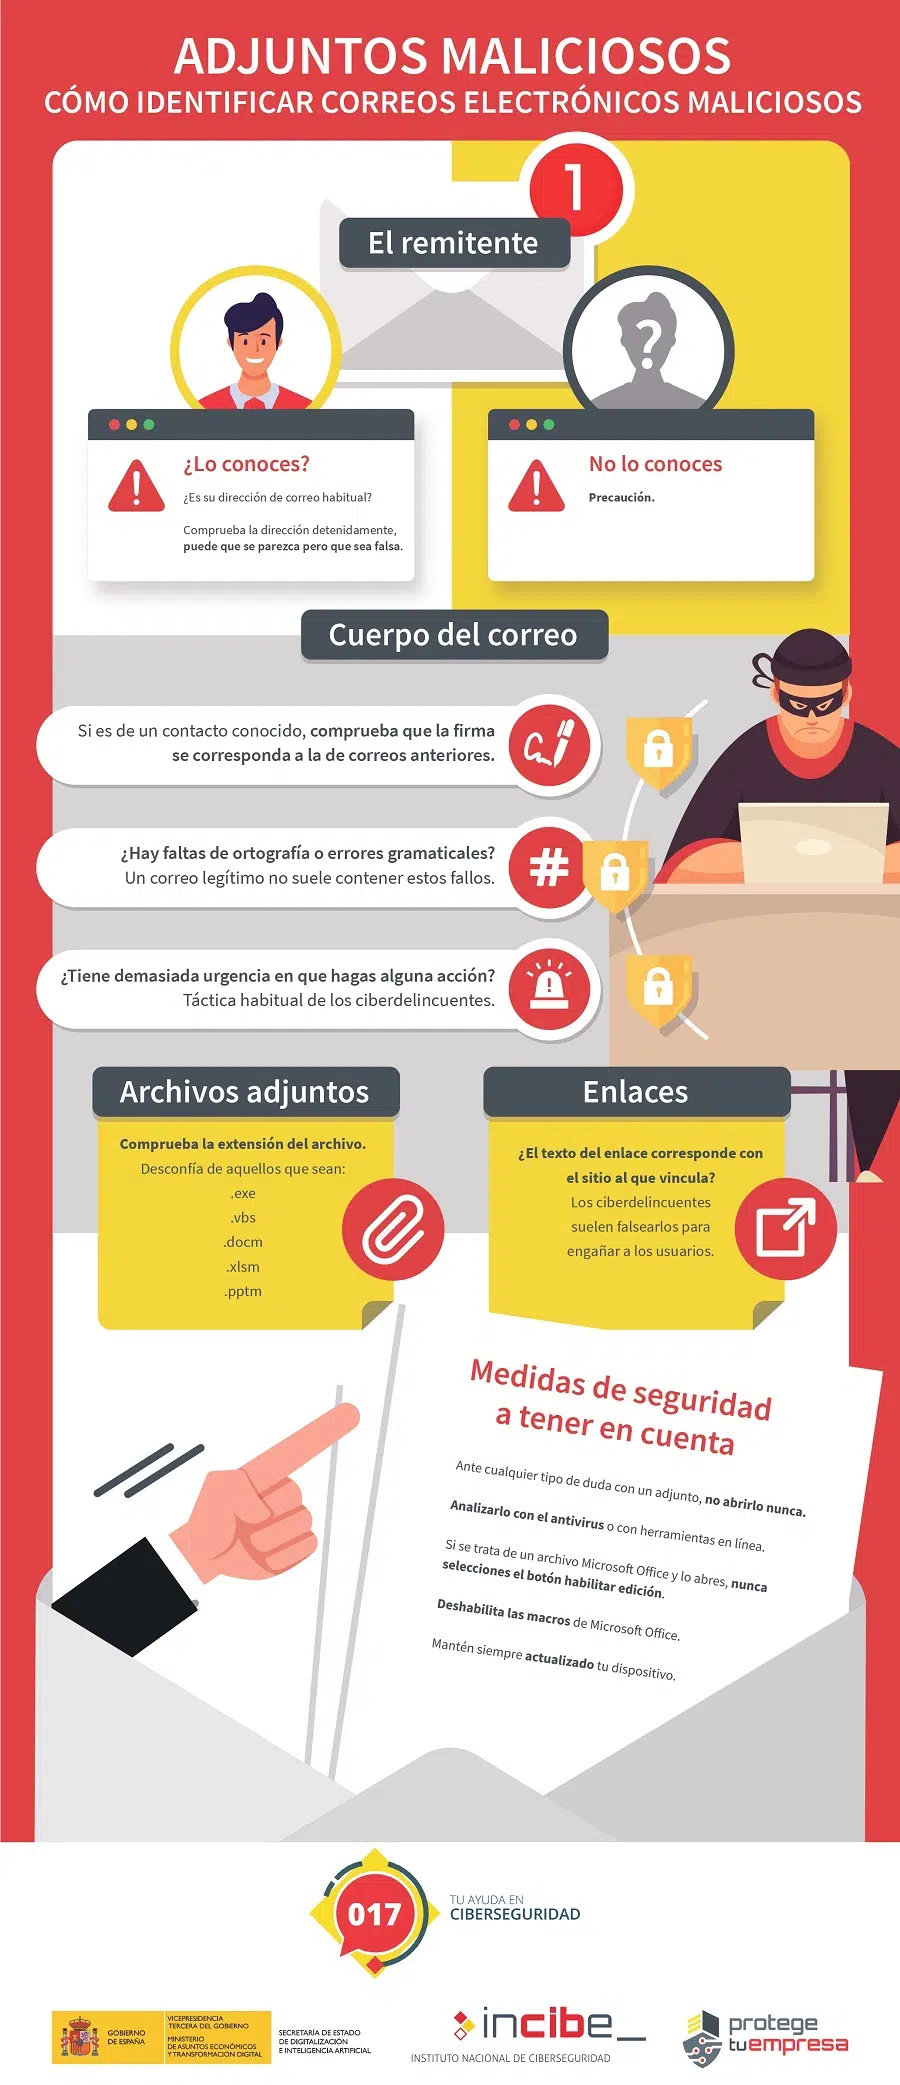 ADJUNTOS MALICIOSOS
CÓMO IDENTIFICAR CORREOS ELECTRÓNICOS MALICIOSOS
1
El remitente
?
¿Lo conoces?
¿Es su dirección de correo habitual?
Comprueba la dirección detenidamente,
puede que se parezca pero que sea falsa.
No lo conoces
Precaución.
Cuerpo del correo
Si es de un contacto conocido, comprueba que la firma
se corresponda a la de correos anteriores.
¿Hay faltas de ortografía o errores gramaticales?
Un correo legítimo no suele contener estos fallos.
#
¿Tiene demasiada urgencia en que hagas alguna acción?
Táctica habitual de los ciberdelincuentes.
Archivos adjuntos
Comprueba la extensión del archivo.
Desconfía de aquellos que sean:
.exe
.vbs
.docm
.xlsm
.pptm
Enlaces
¿El texto del enlace corresponde con
el sitio al que vincula?
Los ciberdelincuentes
suelen falsearlos para
engañar a los usuarios.
Medidas de seguridad
a tener en cuenta
Ante cualquier tipo de duda con un adjunto, no abrirlo nunca.
Analizarlo con el antivirus o con herramientas en línea.
Si se trata de un archivo Microsoft Office y lo abres, nunca
selecciones el botón habilitar edición.
Deshabilita las macros de Microsoft Office.
Mantén siempre actualizado tu dispositivo.
017
TU AYUDA EN
CIBERSEGURIDAD
GOBIERNO
DE ESPAÑA
VICEPRESIDENCIA
TERCERA DEL GOBIERNO
MINISTERIO
DE ASUNTOS ECONÓMICOS
Y TRANSFORMACIÓN DIGITAL
SECRETARÍA DE ESTADO
DE DIGITALIZACIÓN
E INTELIGENCIA ARTIFICIAL
incibe_
INSTITUTO NACIONAL DE CIBERSEGURIDAD
protege
tuempresa